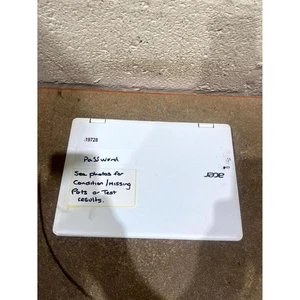 19728
Password
See photos for
Condition/Missing
Parts or Test
results.
acer